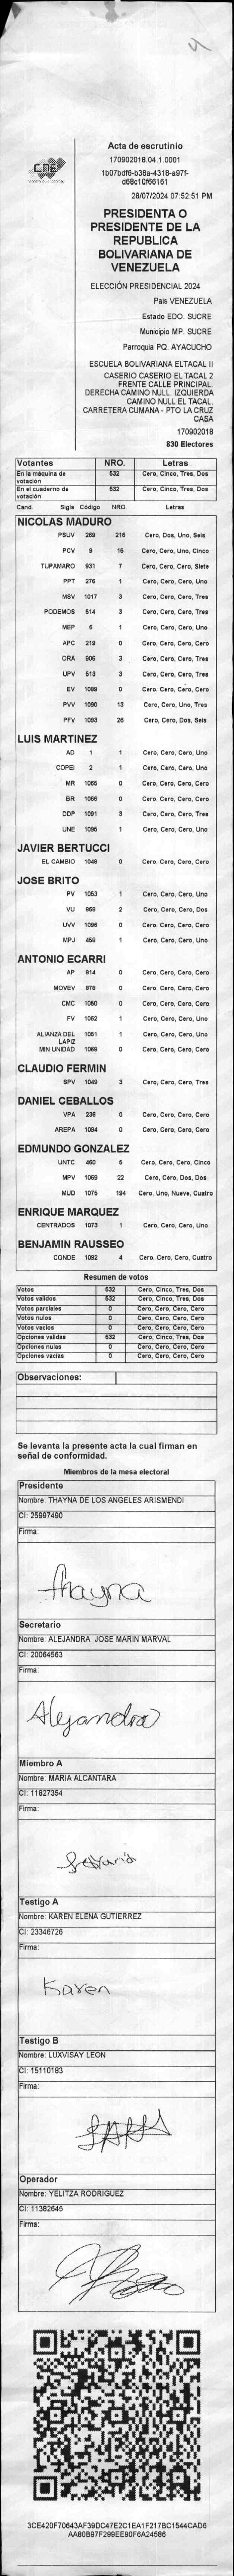 CNE
Acta de escrutinio
170902018.04.1.0001
1b07bdf6-b38a-4318-a97f-
d68c10f66161
28/07/2024 07:52:51 PM
PRESIDENTA O
PRESIDENTE DE LA
REPUBLICA
BOLIVARIANA DE
VENEZUELA
ELECCIÓN PRESIDENCIAL 2024
País VENEZUELA
Estado EDO. SUCRE
Municipio MP. SUCRE
Parroquia PQ. AYACUCHO
ESCUELA BOLIVARIANA ELTACAL II
CASERIO CASERIO EL TACAL 2
FRENTE CALLE PRINCIPAL.
DERECHA CAMINO NULL. IZQUIERDA
CAMINO NULL EL TACAL.
CARRETERA CUMANA - PTO LA CRUZ
CASA
170902018
830 Electores
Votantes NRO. Letras
En la máquina de votación 532 Cero, Cinco, Tres, Dos
En el cuaderno de votación 532 Cero, Cinco, Tres, Dos
Cand. Sigla Código NRO. Letras
NICOLAS MADURO
PSUV 269 216 Cero, Dos, Uno, Seis
PCV 9 15 Cero, Cero, Uno, Cinco
TUPAMARO 931 7 Cero, Cero, Cero, Siete
PPT 276 1 Cero, Cero, Cero, Uno
MSV 1017 3 Cero, Cero, Cero, Tres
PODEMOS 514 3 Cero, Cero, Cero, Tres
MEP 6 1 Cero, Cero, Cero, Uno
APC 219 0 Cero, Cero, Cero, Cero
ORA 906 3 Cero, Cero, Cero, Tres
UPV 513 3 Cero, Cero, Cero, Tres
EV 1089 0 Cero, Cero, Cero, Cero
PVV 1090 13 Cero, Cero, Uno, Tres
PFV 1093 26 Cero, Cero, Dos, Seis
LUIS MARTINEZ
AD 1 1 Cero, Cero, Cero, Uno
COPEI 2 1 Cero, Cero, Cero, Uno
MR 1065 0 Cero, Cero, Cero, Cero
BR 1066 0 Cero, Cero, Cero, Cero
DDP 1091 3 Cero, Cero, Cero, Tres
UNE 1095 1 Cero, Cero, Cero, Uno
JAVIER BERTUCCI
EL CAMBIO 1048 0 Cero, Cero, Cero, Cero
JOSE BRITO
PV 1053 1 Cero, Cero, Cero, Uno
VU 868 2 Cero, Cero, Cero, Dos
UVV 1096 0 Cero, Cero, Cero, Cero
MPJ 456 1 Cero, Cero, Cero, Uno
ANTONIO ECARRI
AP 914 0 Cero, Cero, Cero, Cero
MOVEV 878 0 Cero, Cero, Cero, Cero
CMC 1050 0 Cero, Cero, Cero, Cero
FV 1052 1 Cero, Cero, Cero, Uno
ALIANZA DEL LAPIZ 1051 1 Cero, Cero, Cero, Uno
MIN UNIDAD 1068 0 Cero, Cero, Cero, Cero
CLAUDIO FERMIN
SPV 1049 3 Cero, Cero, Cero, Tres
DANIEL CEBALLOS
VPA 236 0 Cero, Cero, Cero, Cero
AREPA 1094 0 Cero, Cero, Cero, Cero
EDMUNDO GONZALEZ
UNTC 460 5 Cero, Cero, Cero, Cinco
MPV 1069 22 Cero, Cero, Dos, Dos
MUD 1075 194 Cero, Uno, Nueve, Cuatro
ENRIQUE MARQUEZ
CENTRADOS 1073 1 Cero, Cero, Cero, Uno
BENJAMIN RAUSSEO
CONDE 1092 4 Cero, Cero, Cero, Cuatro
Resumen de votos
Votos 532 Cero, Cinco, Tres, Dos
Votos validos 532 Cero, Cinco, Tres, Dos
Votos parciales 0 Cero, Cero, Cero, Cero
Votos nulos 0 Cero, Cero, Cero, Cero
Votos vacios 0 Cero, Cero, Cero, Cero
Opciones validas 532 Cero, Cinco, Tres, Dos
Opciones nulas 0 Cero, Cero, Cero, Cero
Opciones vacias 0 Cero, Cero, Cero, Cero
Observaciones:
Se levanta la presente acta la cual firman en
señal de conformidad.
Miembros de la mesa electoral
Presidente
Nombre: THAYNA DE LOS ANGELES ARISMENDI
CI: 25997490
Firma:
Thayna
Secretario
Nombre: ALEJANDRA JOSE MARIN MARVAL
CI: 20064563
Firma:
Alejandra
Miembro A
Nombre: MARIA ALCANTARA
CI: 11827354
Firma:
Testigo A
Nombre: KAREN ELENA GUTIERREZ
CI: 23346726
Firma:
Karen
Testigo B
Nombre: LUXVISAY LEON
CI: 15110183
Firma:
Operador
Nombre: YELITZA RODRIGUEZ
CI: 11382645
Firma:
3CE420F70643AF39DC47E2C1EA1F217BC1544CAD6
AA80B97F299EE90F6A24586